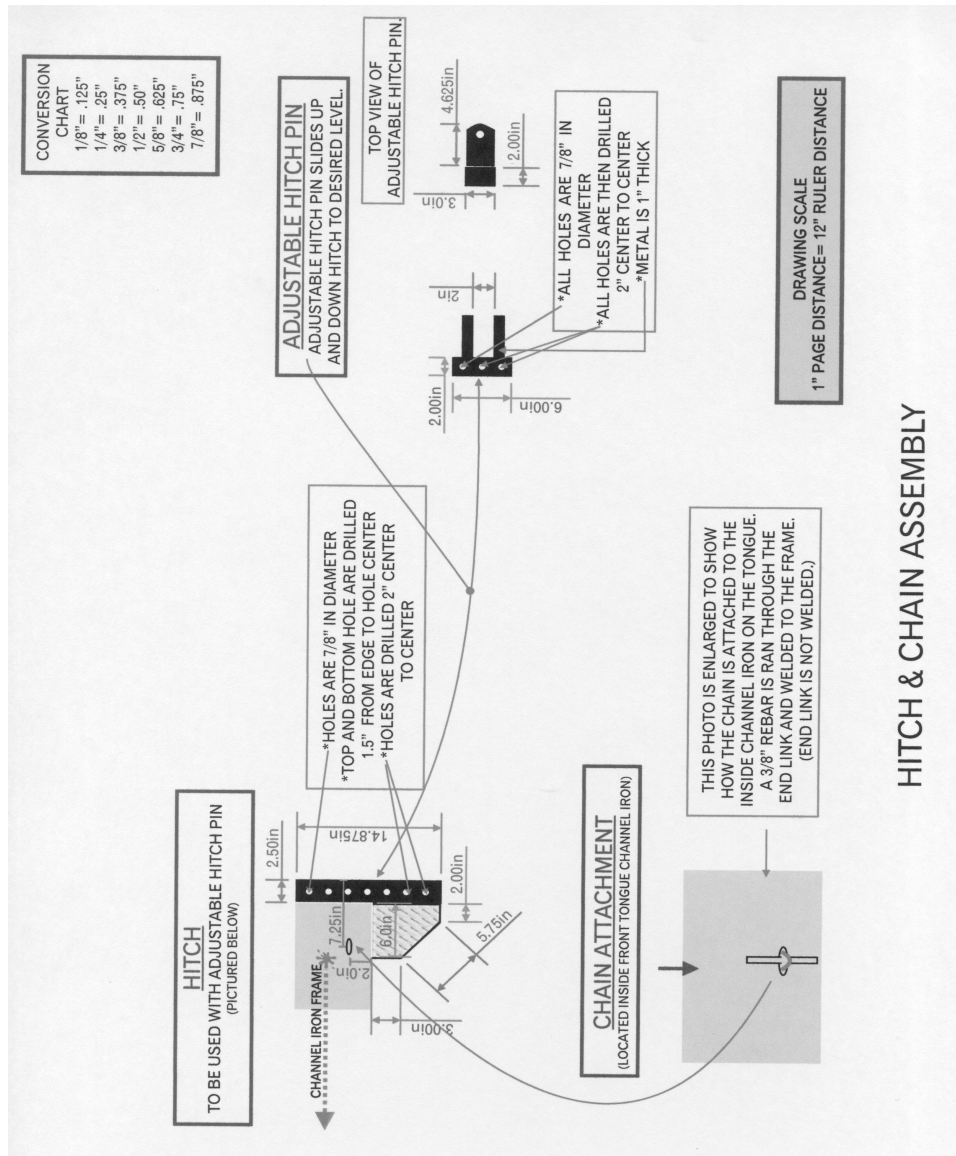 HITCH
TO BE USED WITH ADJUSTABLE HITCH PIN
(PICTURED BELOW)
2.50in
14.875in
CHANNEL IRON FRAME
7.25in
2.0in
6.0in
3.00in
5.75in
2.00in
*HOLES ARE 7/8" IN DIAMETER
*TOP AND BOTTOM HOLE ARE DRILLED
1.5" FROM EDGE TO HOLE CENTER
*HOLES ARE DRILLED 2" CENTER
TO CENTER
ADJUSTABLE HITCH PIN
ADJUSTABLE HITCH PIN SLIDES UP
AND DOWN HITCH TO DESIRED LEVEL.
CONVERSION
CHART
1/8"= .125"
1/4"= .25"
3/8"= .375"
1/2"= .50"
5/8"= .625"
3/4"= .75"
7/8"= .875"
TOP VIEW OF
ADJUSTABLE HITCH PIN.
4.625in
3.0in
2.00in
2.00in
2in
6.00in
*ALL HOLES ARE 7/8" IN
DIAMETER
*ALL HOLES ARE THEN DRILLED
2" CENTER TO CENTER
*METAL IS 1" THICK
CHAIN ATTACHMENT
(LOCATED INSIDE FRONT TONGUE CHANNEL IRON)
THIS PHOTO IS ENLARGED TO SHOW
HOW THE CHAIN IS ATTACHED TO THE
INSIDE CHANNEL IRON ON THE TONGUE.
A 3/8" REBAR IS RAN THROUGH THE
END LINK AND WELDED TO THE FRAME.
(END LINK IS NOT WELDED.)
DRAWING SCALE
1" PAGE DISTANCE= 12" RULER DISTANCE
HITCH & CHAIN ASSEMBLY